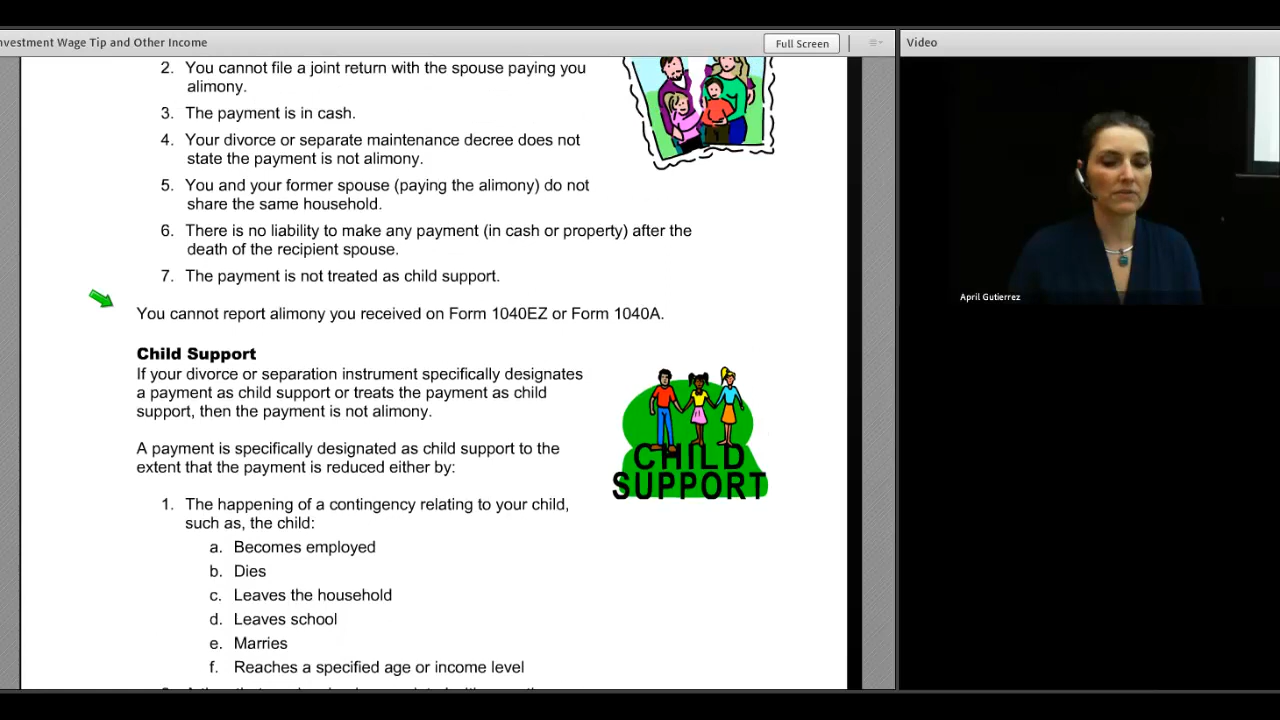 nvestment Wage Tip and Other Income
Full Screen
Video
2. You cannot file a joint return with the spouse paying you
alimony.
3. The payment is in cash.
4. Your divorce or separate maintenance decree does not
state the payment is not alimony.
5. You and your former spouse (paying the alimony) do not
share the same household.
6. There is no liability to make any payment (in cash or property) after the
death of the recipient spouse.
7. The payment is not treated as child support.
You cannot report alimony you received on Form 1040EZ or Form 1040A.
Child Support
If your divorce or separation instrument specifically designates
a payment as child support or treats the payment as child
support, then the payment is not alimony.
A payment is specifically designated as child support to the
extent that the payment is reduced either by:
CHILD
SUPPORT
1. The happening of a contingency relating to your child,
such as, the child:
a. Becomes employed
b. Dies
c. Leaves the household
d. Leaves school
e. Marries
f. Reaches a specified age or income level
April Gutierrez